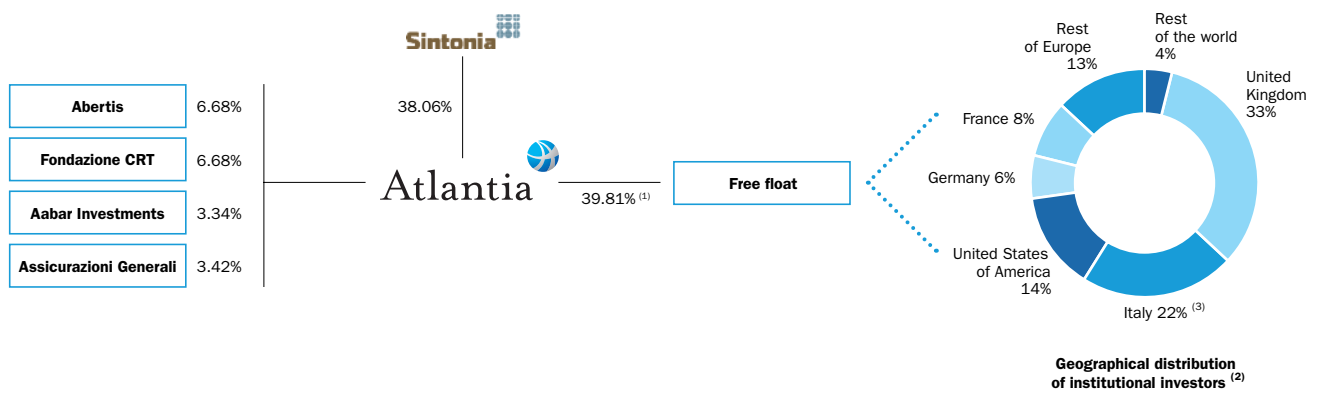 Sintonia
38.06%
Abertis 6.68%
Fondazione CRT 6.68%
Aabar Investments 3.34%
Assicurazioni Generali 3.42%
Atlantia
39.81% (1)
Free float
Rest
of Europe
13%
Rest
of the world
4%
United
Kingdom
33%
France 8%
Germany 6%
United States
of America
14%
Italy 22% (3)
Geographical distribution
of institutional investors (2)